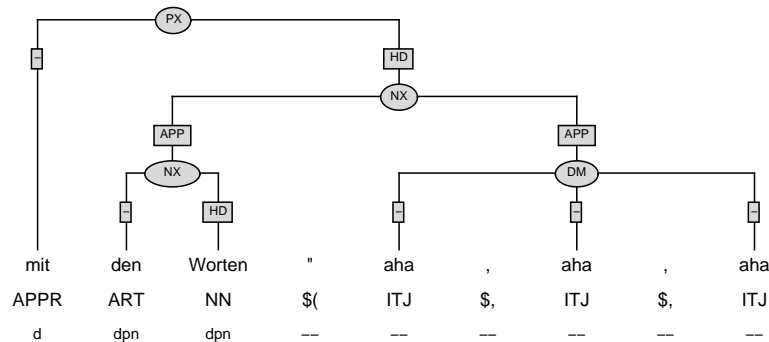 PX
– HD
NX
APP APP
NX DM
– HD – – –
mit den Worten " aha , aha , aha
APPR ART NN $( ITJ $, ITJ $, ITJ
d dpn dpn –– –– –– –– –– ––